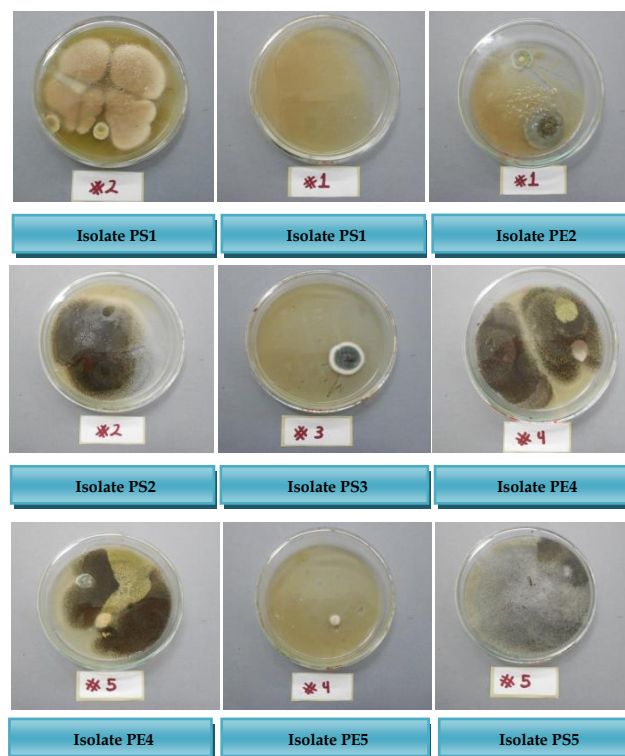 #2
#1
#1
Isolate PS1
Isolate PS1
Isolate PE2
#2
#3
#4
Isolate PS2
Isolate PS3
Isolate PE4
#5
#4
#5
Isolate PE4
Isolate PE5
Isolate PS5